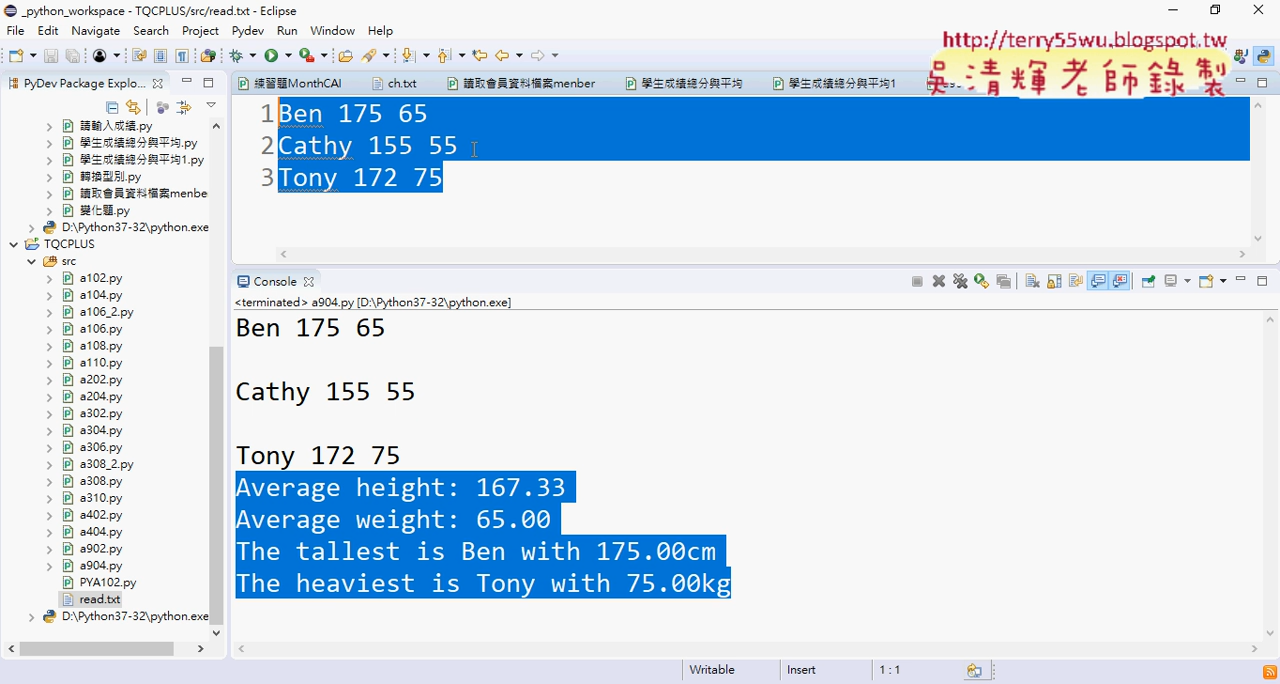 _python_workspace - TQCPLUS/src/read.txt - Eclipse
File Edit Navigate Search Project Pydev Run Window Help
http://terry55wu.blogspot.tw
吳清輝老師錄製
PyDev Package Explo...
練習題MonthCAl
ch.txt
讀取會員資料檔案menber
學生成績總分與平均
學生成績總分與平均1
請輸入成績.py
學生成績總分與平均.py
學生成績總分與平均1.py
轉換型別.py
讀取會員資料檔案menbe
變化題.py
D:\Python37-32\python.exe
TQCPLUS
src
a102.py
a104.py
a106_2.py
a106.py
a108.py
a110.py
a202.py
a204.py
a302.py
a304.py
a306.py
a308_2.py
a308.py
a310.py
a402.py
a404.py
a902.py
a904.py
PYA102.py
read.txt
D:\Python37-32\python.exe
1 Ben 175 65
2 Cathy 155 55
3 Tony 172 75
Console
<terminated> a904.py [D:\Python37-32\python.exe]
Ben 175 65
Cathy 155 55
Tony 172 75
Average height: 167.33
Average weight: 65.00
The tallest is Ben with 175.00cm
The heaviest is Tony with 75.00kg
Writable Insert 1 : 1